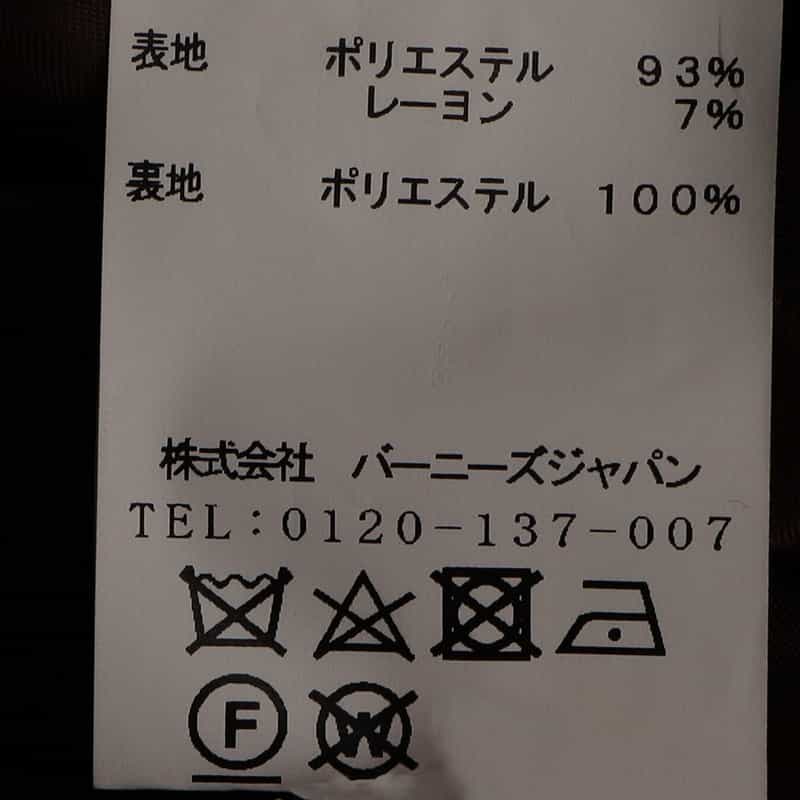 表地 ポリエステル 93%
レーヨン 7%
裏地 ポリエステル 100%
株式会社 バーニーズジャパン
TEL:0120-137-007
F W